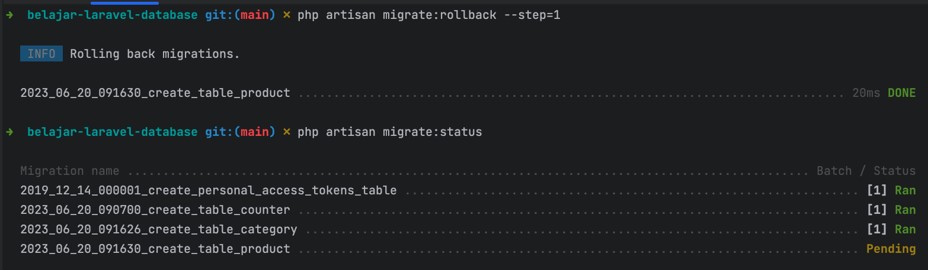 ➜ belajar-laravel-database git:(main) ✗ php artisan migrate:rollback --step=1
INFO Rolling back migrations.
2023_06_20_091630_create_table_product ........................................................................... 20ms DONE
➜ belajar-laravel-database git:(main) ✗ php artisan migrate:status
Migration name ................................................................................................ Batch / Status
2019_12_14_000001_create_personal_access_tokens_table ................................................................ [1] Ran
2023_06_20_090700_create_table_counter ............................................................................... [1] Ran
2023_06_20_091626_create_table_category .............................................................................. [1] Ran
2023_06_20_091630_create_table_product ............................................................................... Pending